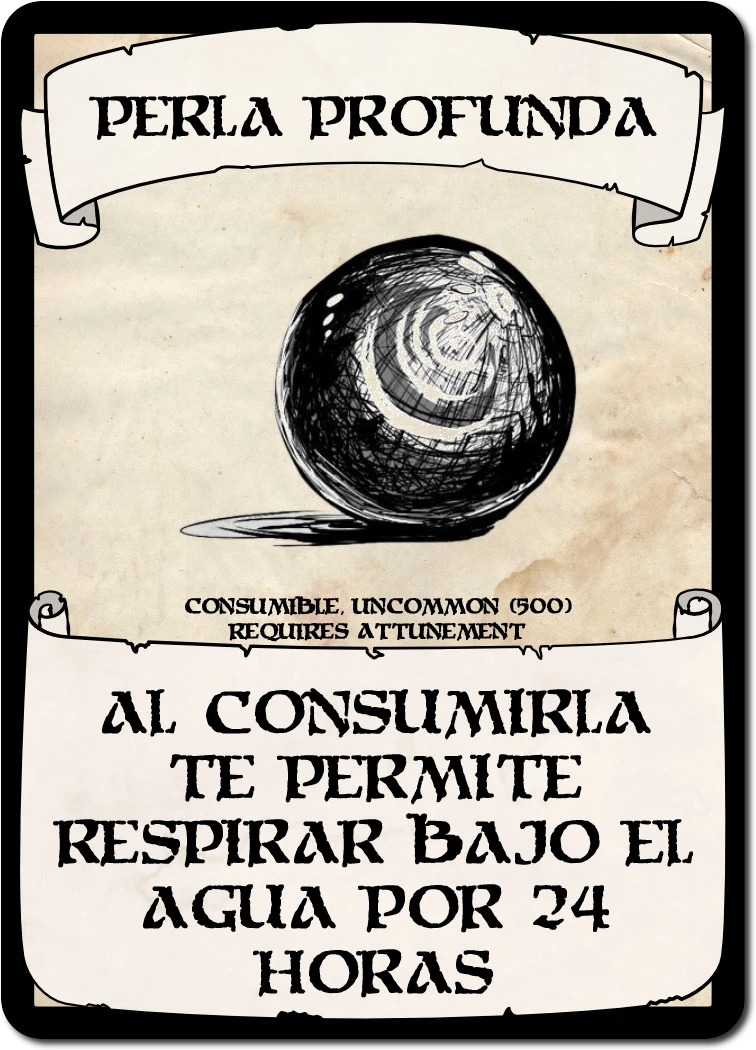 PERLA PROFUNDA
CONSUMIBLE, UNCOMMON (500)
REQUIRES ATTUNEMENT
AL CONSUMIRLA
TE PERMITE
RESPIRAR BAJO EL
AGUA POR 24
HORAS